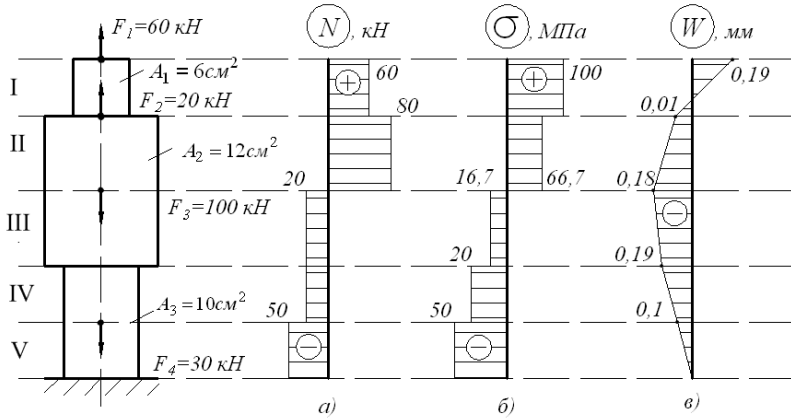 F₁=60 кН
N, кН
σ, МПа
W, мм
I
A₁ = 6см²
60
100
0,19
F₂=20 кН
80
0,01
II
A₂ = 12см²
20
16,7
66,7
0,18
F₃=100 кН
III
20
0,19
IV
A₃ = 10см²
50
50
0,1
V
F₄=30 кН
а)
б)
в)